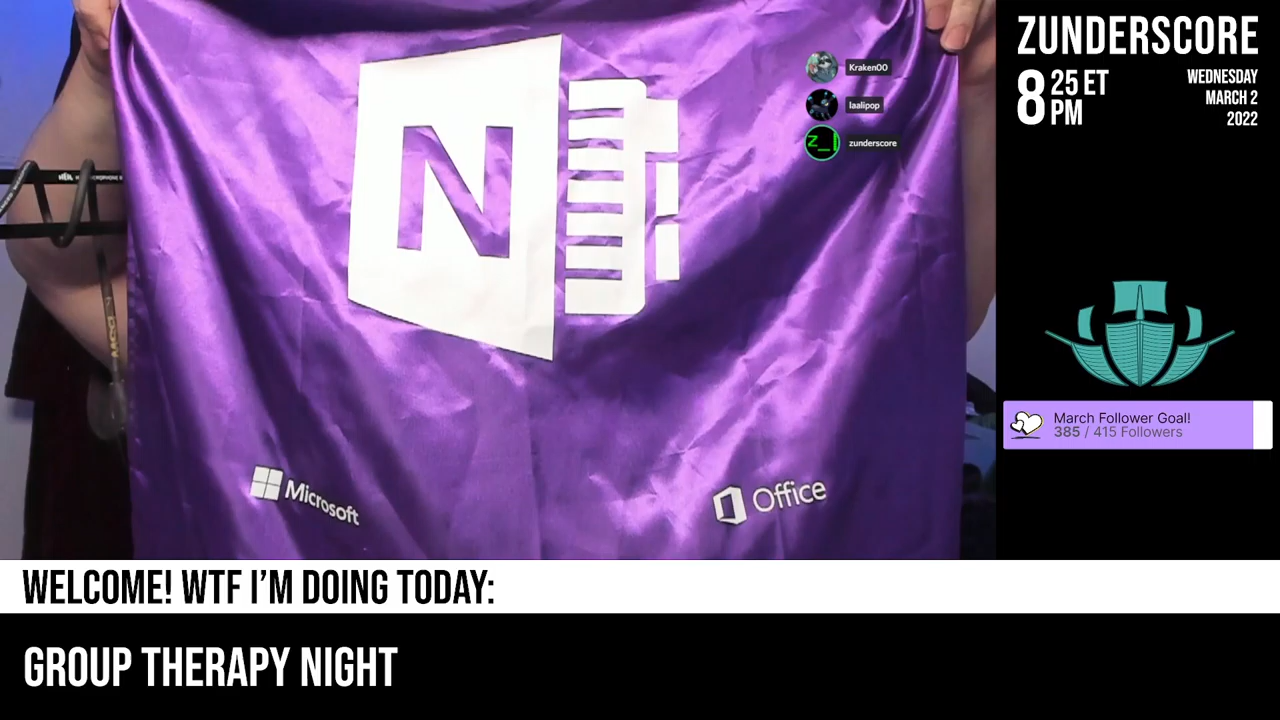 ZUNDERSCORE
8 25 ET
PM
WEDNESDAY
MARCH 2
2022
Kraken00
laalipop
zunderscore
Z_|
N
Microsoft
Office
March Follower Goal!
385 / 415 Followers
WELCOME! WTF I'M DOING TODAY:
GROUP THERAPY NIGHT